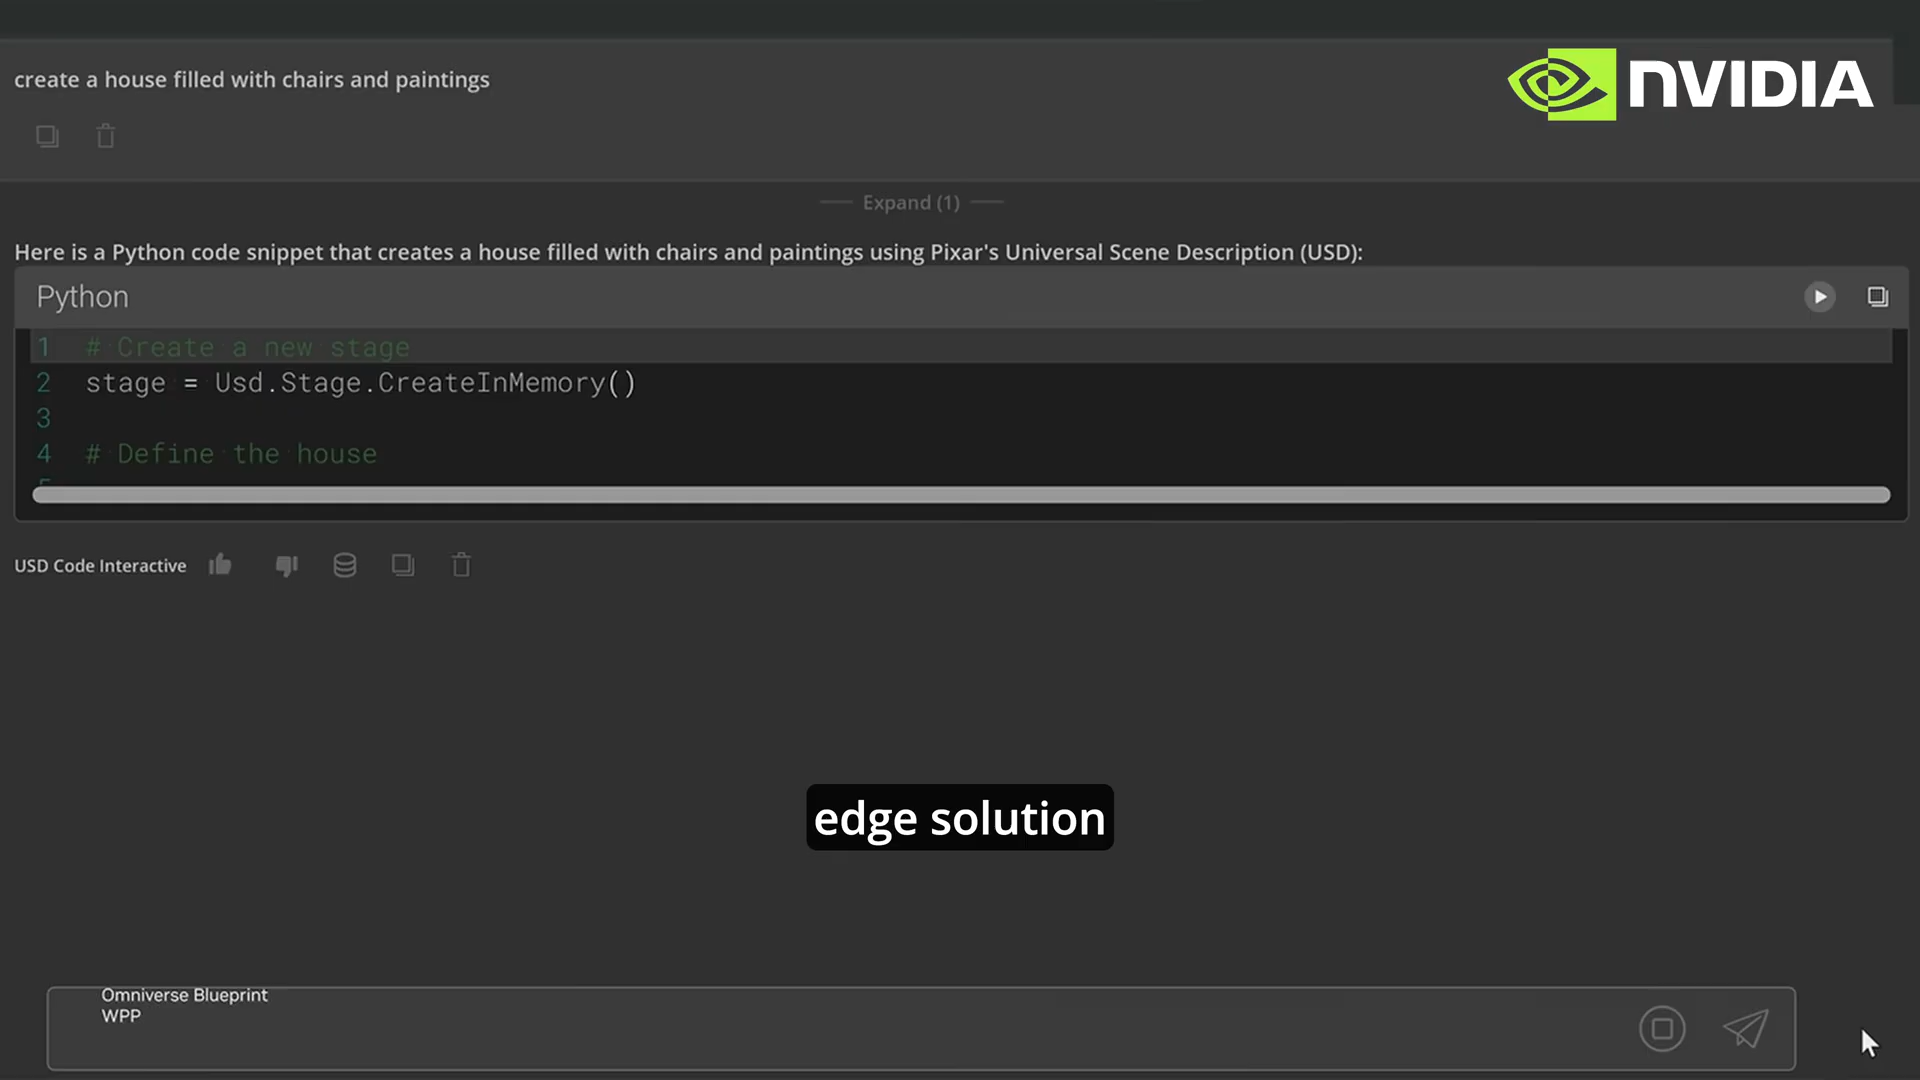 create a house filled with chairs and paintings
NVIDIA
Expand (1)
Here is a Python code snippet that creates a house filled with chairs and paintings using Pixar's Universal Scene Description (USD):
Python
1 # Create a new stage
2 stage = Usd.Stage.CreateInMemory()
3
4 # Define the house
USD Code Interactive
edge solution
Omniverse Blueprint
WPP